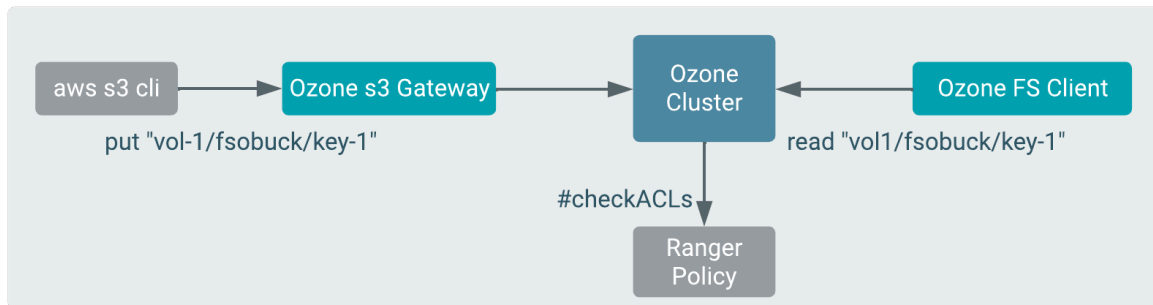 aws s3 cli
Ozone s3 Gateway
Ozone
Cluster
Ozone FS Client
put "vol-1/fsobuck/key-1"
read "vol1/fsobuck/key-1"
#checkACLs
Ranger
Policy